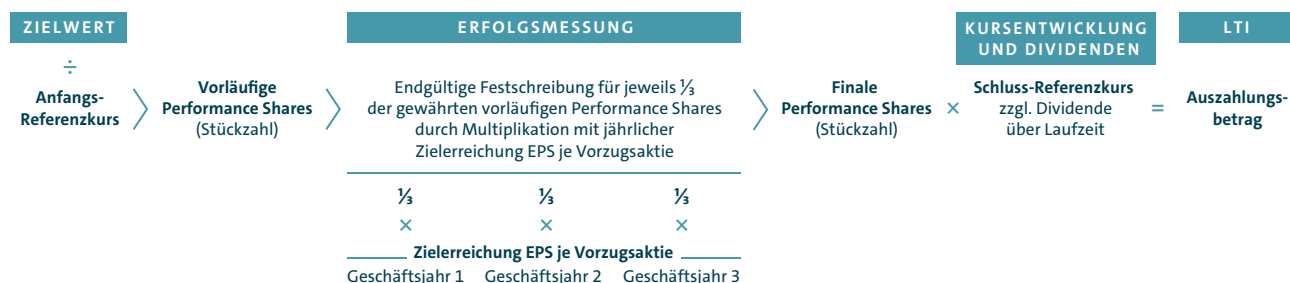 ZIELWERT
÷
Anfangs-
Referenzkurs
Vorläufige
Performance Shares
(Stückzahl)
ERFOLGSMESSUNG
Endgültige Festschreibung für jeweils ⅓
der gewährten vorläufigen Performance Shares
durch Multiplikation mit jährlicher
Zielerreichung EPS je Vorzugsaktie
⅓ ⅓ ⅓
× × ×
Zielerreichung EPS je Vorzugsaktie
Geschäftsjahr 1 Geschäftsjahr 2 Geschäftsjahr 3
Finale
Performance Shares
(Stückzahl)
×
KURSENTWICKLUNG
UND DIVIDENDEN
Schluss-Referenzkurs
zzgl. Dividende
über Laufzeit
=
LTI
Auszahlungs-
betrag